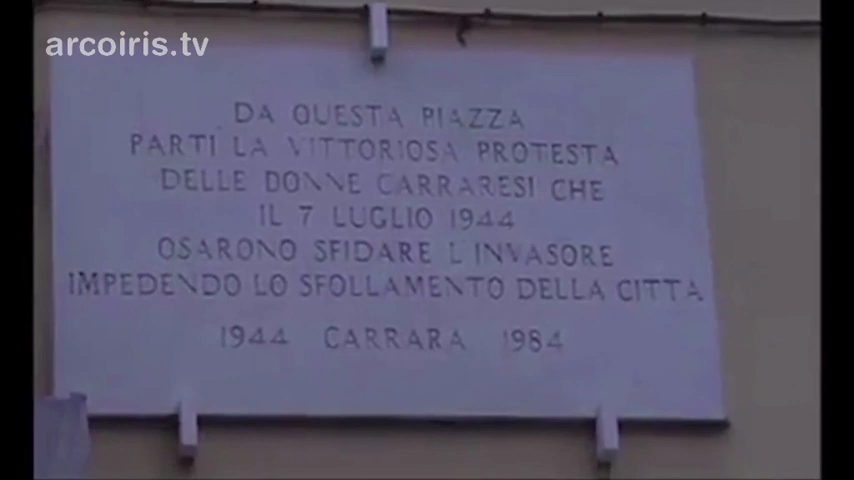 arcoiris.tv
DA QUESTA PIAZZA
PARTÌ LA VITTORIOSA PROTESTA
DELLE DONNE CARRARESI CHE
IL 7 LUGLIO 1944
OSARONO SFIDARE L'INVASORE
IMPEDENDO LO SFOLLAMENTO DELLA CITTA
1944 CARRARA 1984